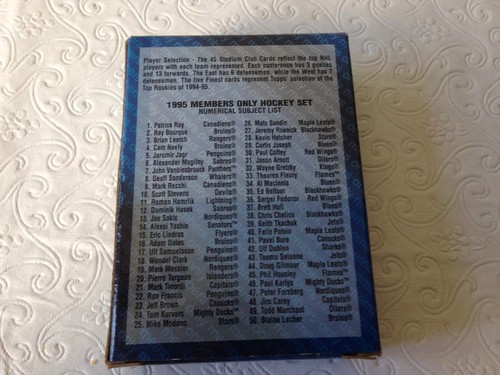 Player Selection - The 45 Stadium Club Cards reflect the top NHL
players with each team represented. Each conference has 3 goalies
and 13 forwards. The East has 6 defensemen, while the West has 7
defensemen. The five Finest cards represent Topps' selection of the
Top Rookies of 1994-95.
1995 MEMBERS ONLY HOCKEY SET
NUMERICAL SUBJECT LIST
1. Patrick Roy Canadiens®
2. Ray Bourque Bruins®
3. Brian Leetch Rangers®
4. Cam Neely Bruins®
5. Jaromir Jagr Penguins®
6. Alexander Mogilny Sabres®
7. John Vanbiesbrouck Panthers™
8. Geoff Sanderson Whalers®
9. Mark Recchi Canadiens®
10. Scott Stevens Devils®
11. Roman Hamrlik Lightning®
12. Dominik Hasek Sabres®
13. Joe Sakic Nordiques®
14. Alexei Yashin Senators™
15. Eric Lindros Flyers®
16. Adam Oates Bruins®
17. Ulf Samuelsson Penguins®
18. Wendel Clark Nordiques®
19. Mark Messier Rangers®
20. Pierre Turgeon Islanders®
21. Mark Tinordi Capitals®
22. Ron Francis Penguins®
23. Jeff Brown Canucks®
24. Tom Kurvers Mighty Ducks™
25. Mike Modano Stars®
26. Mats Sundin Maple Leafs®
27. Jeremy Roenick Blackhawks®
28. Kevin Hatcher Stars®
29. Curtis Joseph Blues®
30. Paul Coffey Red Wings®
31. Jason Arnott Oilers®
32. Wayne Gretzky Kings®
33. Theoren Fleury Flames™
34. Al MacInnis Blues®
35. Ed Belfour Blackhawks®
36. Sergei Fedorov Red Wings®
37. Brett Hull Blues®
38. Chris Chelios Blackhawks®
39. Keith Tkachuk Jets®
40. Felix Potvin Maple Leafs®
41. Pavel Bure Canucks®
42. Ulf Dahlen Sharks®
43. Teemu Selanne Jets®
44. Doug Gilmour Maple Leafs®
45. Phil Housley Flames™
46. Paul Kariya Mighty Ducks™
47. Peter Forsberg Nordiques®
48. Jim Carey Capitals®
49. Todd Marchant Oilers®
50. Blaine Lacher Bruins®